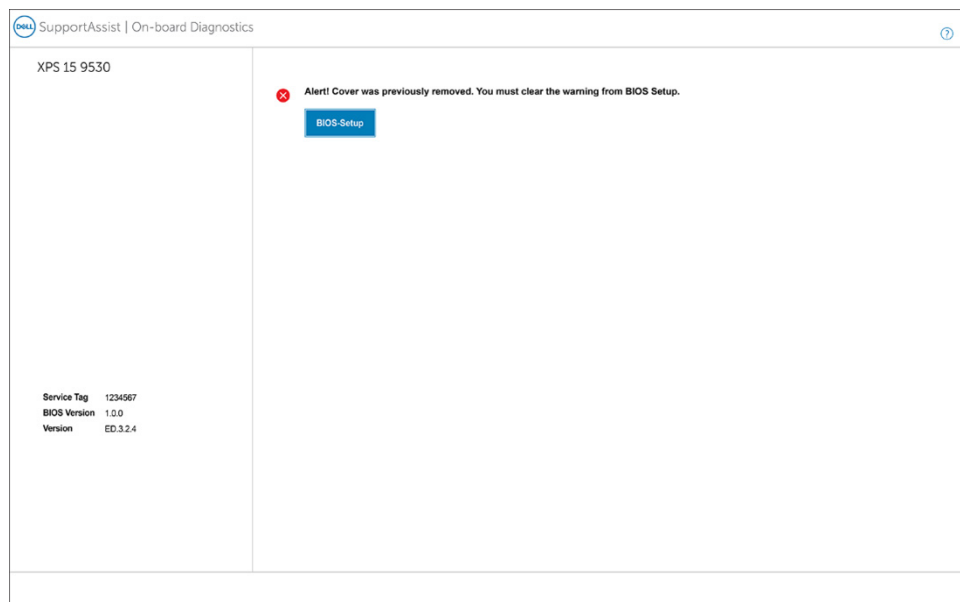 DELL SupportAssist | On-board Diagnostics
?
XPS 15 9530
Alert! Cover was previously removed. You must clear the warning from BIOS Setup.
BIOS-Setup
Service Tag 1234567
BIOS Version 1.0.0
Version ED.3.2.4